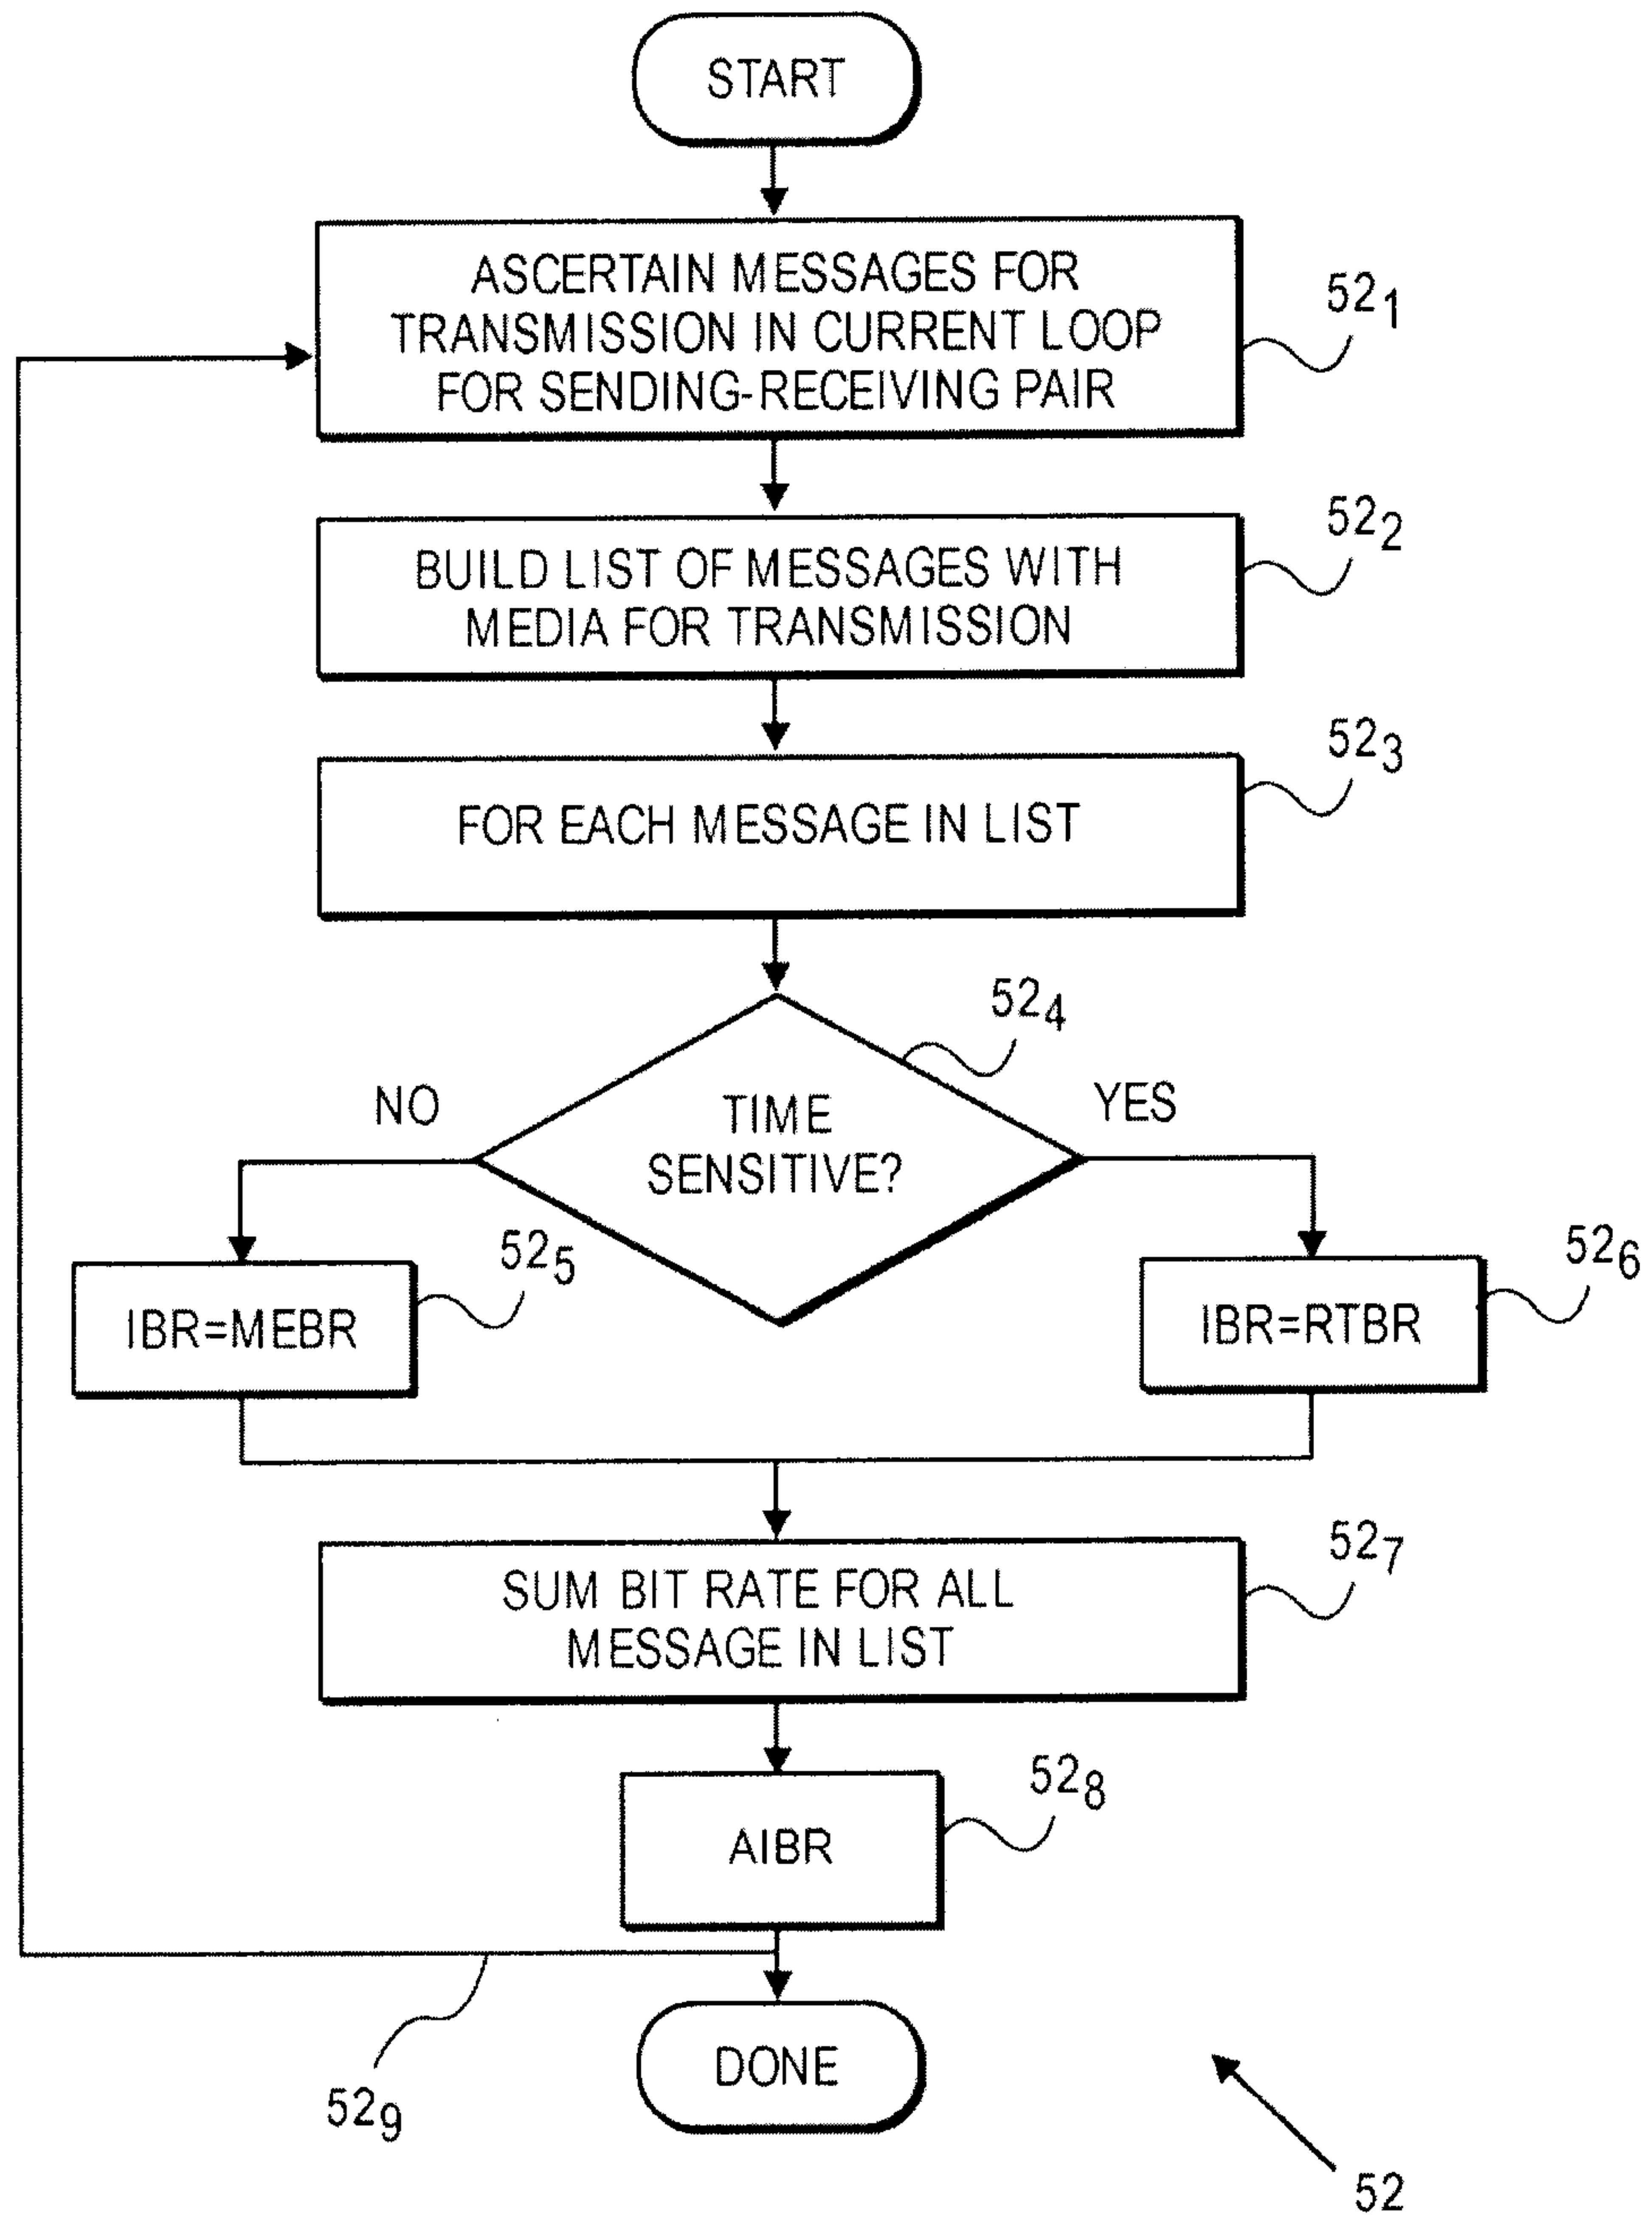 START
ASCERTAIN MESSAGES FOR
TRANSMISSION IN CURRENT LOOP
FOR SENDING-RECEIVING PAIR
52₁
BUILD LIST OF MESSAGES WITH
MEDIA FOR TRANSMISSION
52₂
FOR EACH MESSAGE IN LIST
52₃
TIME
SENSITIVE?
52₄
NO
YES
IBR=MEBR
52₅
IBR=RTBR
52₆
SUM BIT RATE FOR ALL
MESSAGE IN LIST
52₇
AIBR
52₈
DONE
52₉
52